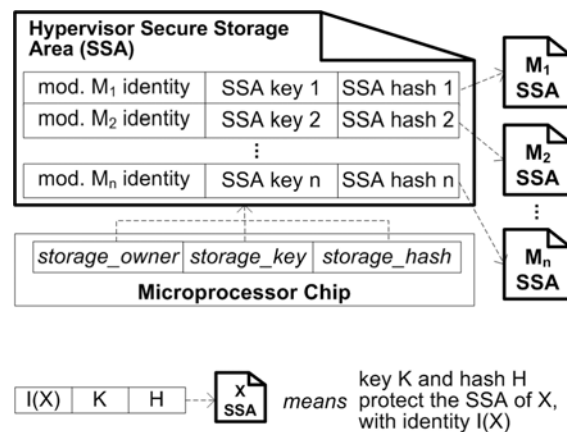 Hypervisor Secure Storage
Area (SSA)
mod. M1 identity SSA key 1 SSA hash 1
mod. M2 identity SSA key 2 SSA hash 2
⋮
mod. Mn identity SSA key n SSA hash n
M1
SSA
M2
SSA
⋮
Mn
SSA
storage_owner storage_key storage_hash
Microprocessor Chip
I(X) K H
X
SSA
means
key K and hash H
protect the SSA of X,
with identity I(X)